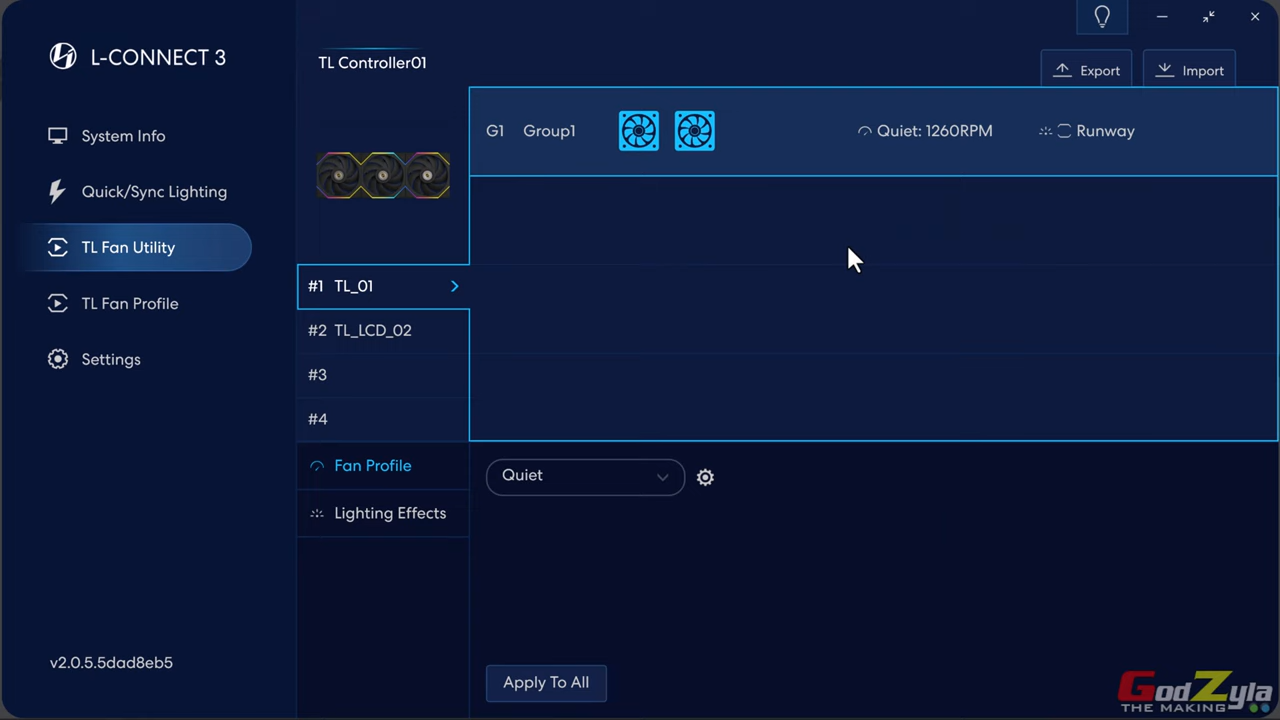 L-CONNECT 3
System Info
Quick/Sync Lighting
TL Fan Utility
TL Fan Profile
Settings
v2.0.5.5dad8eb5
TL Controller01
Export
Import
G1 Group1 Quiet: 1260RPM Runway
#1 TL_01
#2 TL_LCD_02
#3
#4
Fan Profile
Lighting Effects
Quiet
Apply To All
GodZyla
THE MAKING